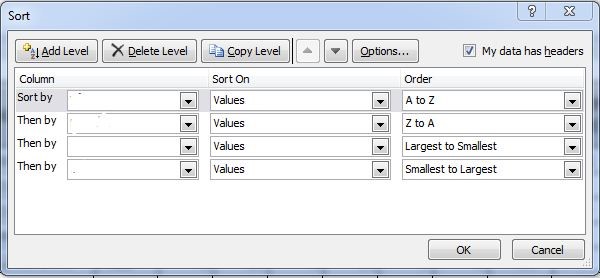 Sort
Add Level Delete Level Copy Level Options... My data has headers
Column Sort On Order
Sort by Values A to Z
Then by Values Z to A
Then by Values Largest to Smallest
Then by Values Smallest to Largest
OK Cancel